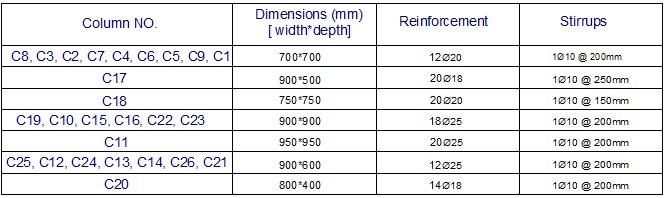 Column NO. Dimensions (mm) [ width*depth] Reinforcement Stirrups
C8, C3, C2, C7, C4, C6, C5, C9, C1 700*700 12Ø20 1Ø10 @ 200mm
C17 900*500 20Ø18 1Ø10 @ 250mm
C18 750*750 20Ø20 1Ø10 @ 150mm
C19, C10, C15, C16, C22, C23 900*900 18Ø25 1Ø10 @ 200mm
C11 950*950 20Ø25 1Ø10 @ 200mm
C25, C12, C24, C13, C14, C26, C21 900*600 12Ø25 1Ø10 @ 200mm
C20 800*400 14Ø18 1Ø10 @ 200mm